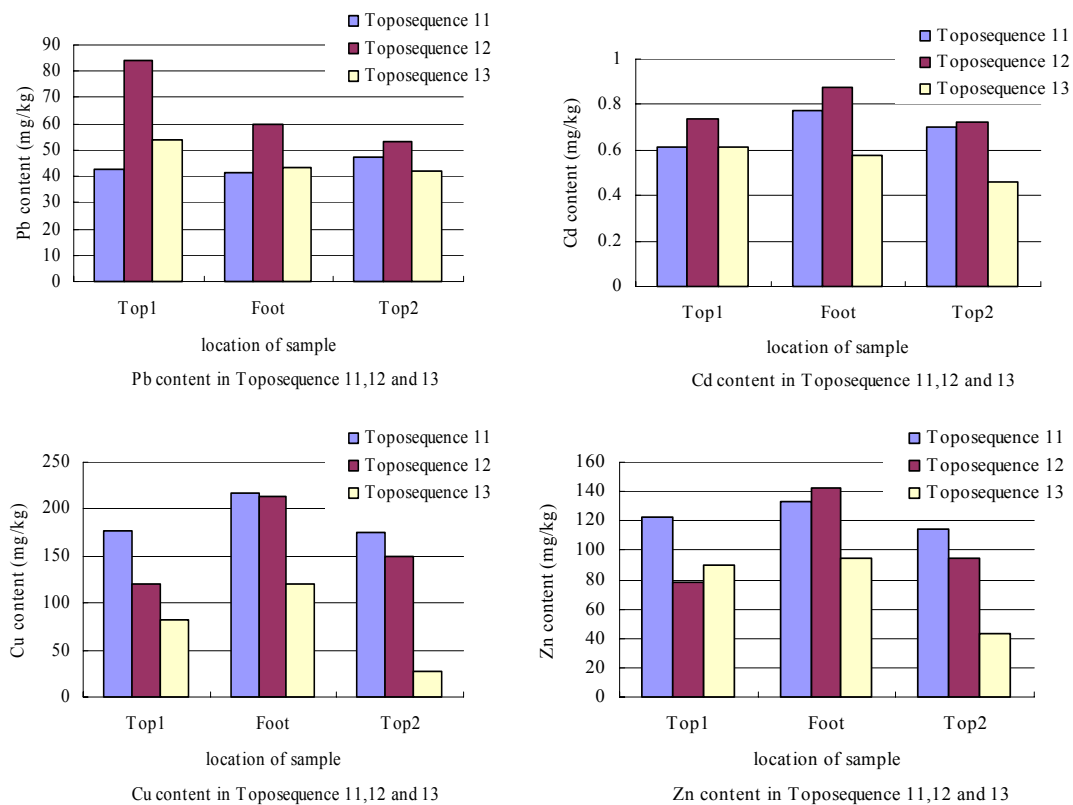 Toposequence 11
Toposequence 12
Toposequence 13
Pb content (mg/kg)
90
80
70
60
50
40
30
20
10
0
Top1 Foot Top2
location of sample
Pb content in Toposequence 11,12 and 13
Toposequence 11
Toposequence 12
Toposequence 13
Cd content (mg/kg)
1
0.8
0.6
0.4
0.2
0
Top1 Foot Top2
location of sample
Cd content in Toposequence 11,12 and 13
Toposequence 11
Toposequence 12
Toposequence 13
Cu content (mg/kg)
250
200
150
100
50
0
Top1 Foot Top2
location of sample
Cu content in Toposequence 11,12 and 13
Toposequence 11
Toposequence 12
Toposequence 13
Zn content (mg/kg)
160
140
120
100
80
60
40
20
0
Top1 Foot Top2
location of sample
Zn content in Toposequence 11,12 and 13